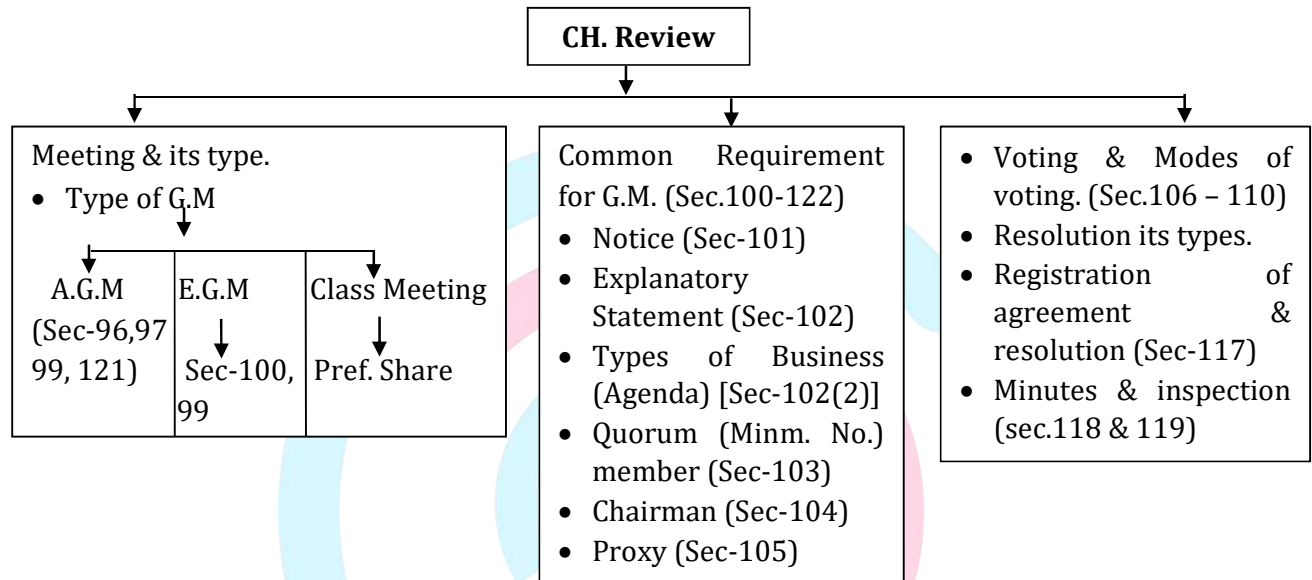 CH. Review
Meeting & its type.
• Type of G.M
A.G.M
(Sec-96,97
99, 121)
E.G.M
Sec-100,
99
Class Meeting
Pref. Share
Common Requirement
for G.M. (Sec.100-122)
• Notice (Sec-101)
• Explanatory
Statement (Sec-102)
• Types of Business
(Agenda) [Sec-102(2)]
• Quorum (Minm. No.)
member (Sec-103)
• Chairman (Sec-104)
• Proxy (Sec-105)
• Voting & Modes of
voting. (Sec.106 – 110)
• Resolution its types.
• Registration of
agreement &
resolution (Sec-117)
• Minutes & inspection
(sec.118 & 119)